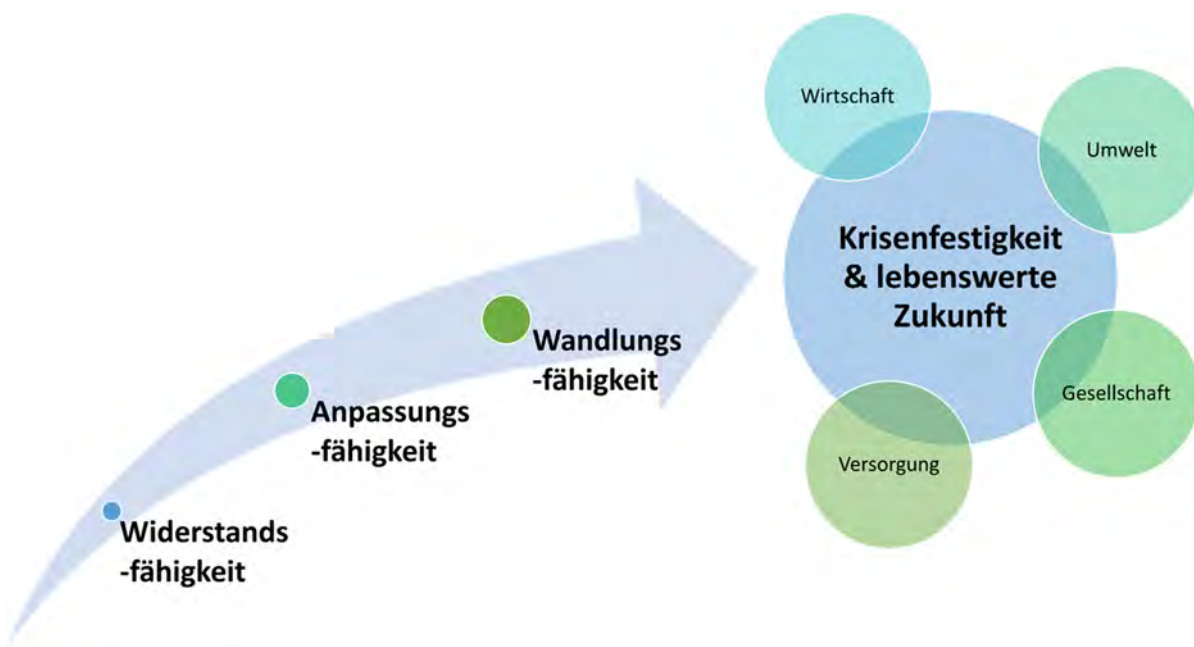 Widerstands
-fähigkeit
Anpassungs
-fähigkeit
Wandlungs
-fähigkeit
Wirtschaft
Umwelt
Krisenfestigkeit
& lebenswerte
Zukunft
Gesellschaft
Versorgung